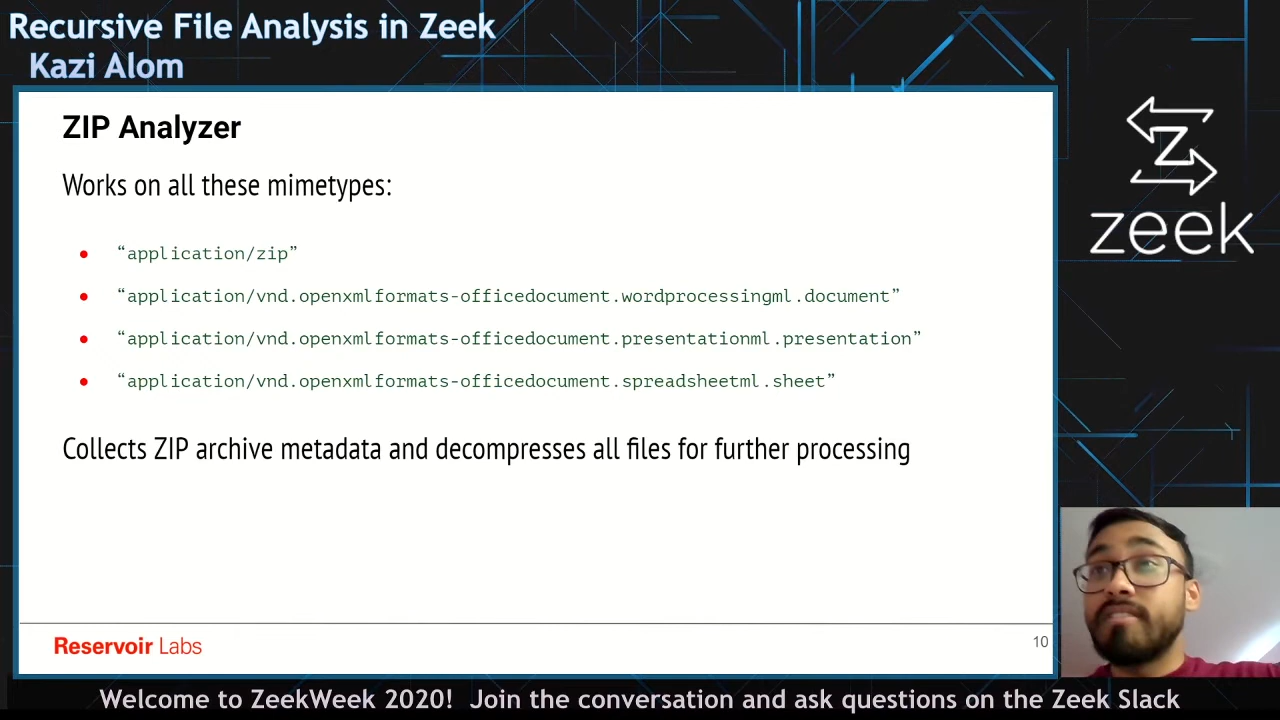 Recursive File Analysis in Zeek
Kazi Alom
ZIP Analyzer
Works on all these mimetypes:
● “application/zip”
● “application/vnd.openxmlformats-officedocument.wordprocessingml.document”
● “application/vnd.openxmlformats-officedocument.presentationml.presentation”
● “application/vnd.openxmlformats-officedocument.spreadsheetml.sheet”
Collects ZIP archive metadata and decompresses all files for further processing
Z
zeek
Reservoir Labs
10
Welcome to ZeekWeek 2020! Join the conversation and ask questions on the Zeek Slack